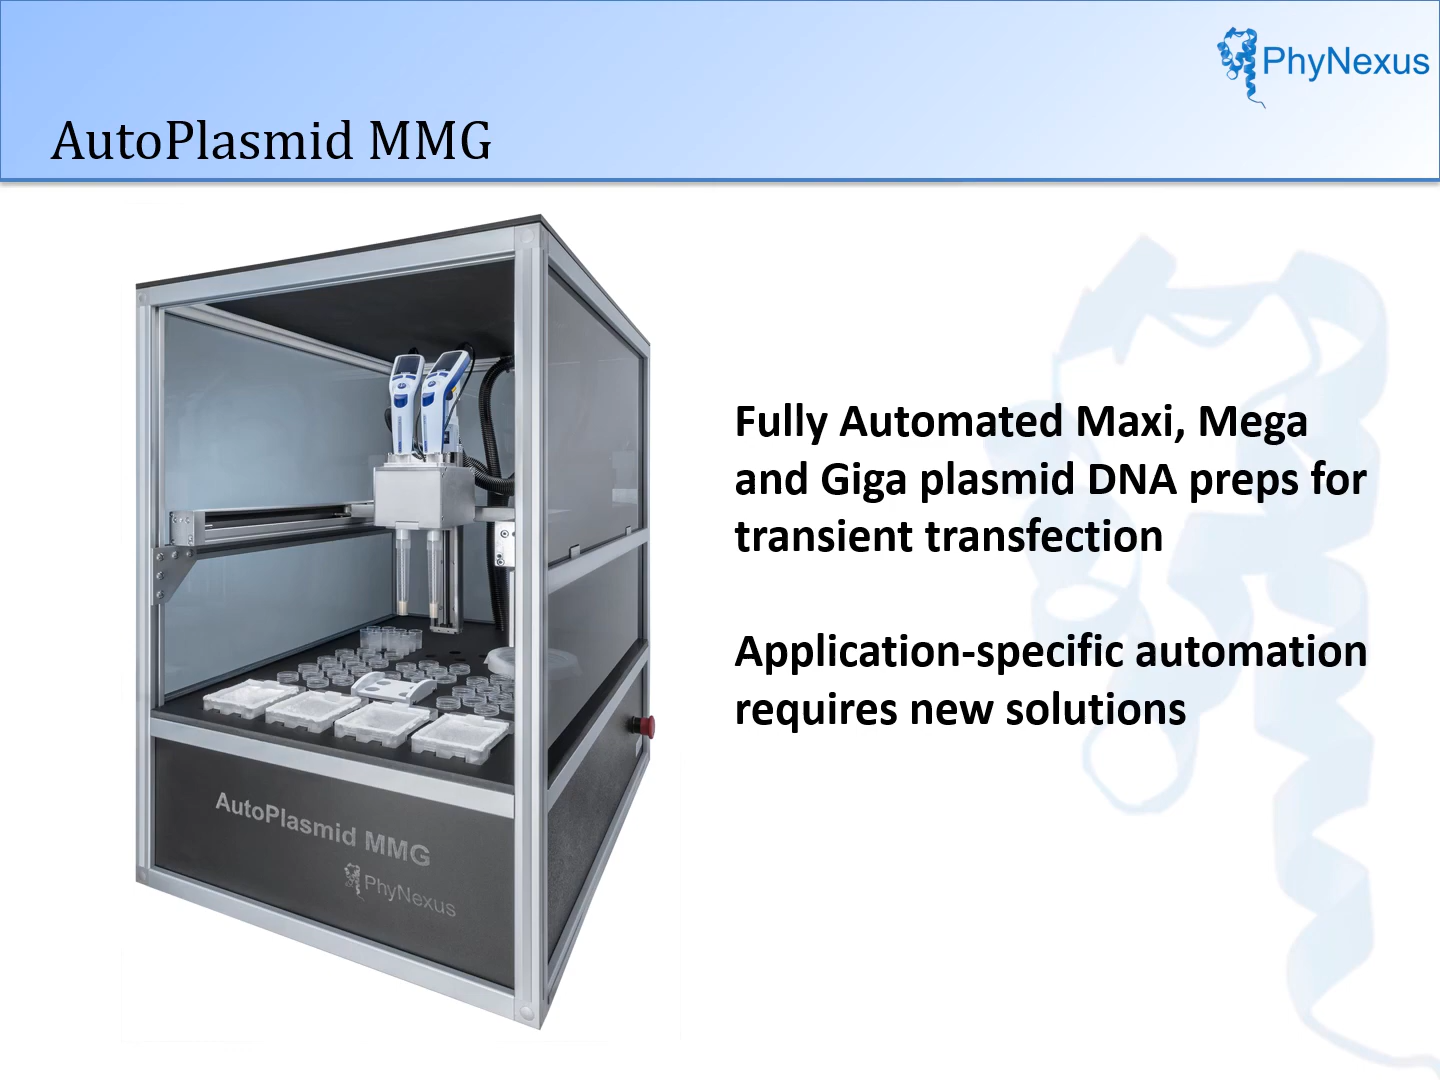 PhyNexus
AutoPlasmid MMG
Fully Automated Maxi, Mega
and Giga plasmid DNA preps for
transient transfection
Application-specific automation
requires new solutions
AutoPlasmid MMG
PhyNexus